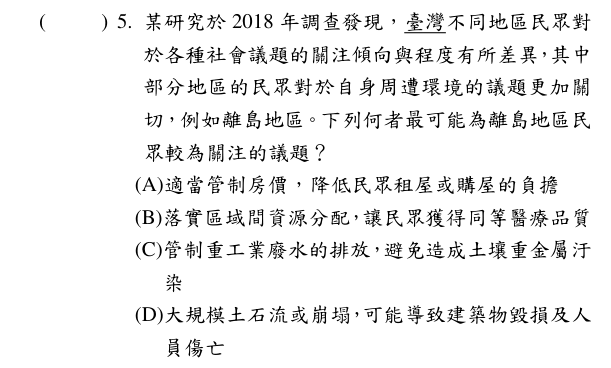 (　　) 5. 某研究於 2018 年調查發現，臺灣不同地區民眾對
於各種社會議題的關注傾向與程度有所差異，其中
部分地區的民眾對於自身周遭環境的議題更加關
切，例如離島地區。下列何者最可能為離島地區民
眾較為關注的議題？
(A)適當管制房價，降低民眾租屋或購屋的負擔
(B)落實區域間資源分配，讓民眾獲得同等醫療品質
(C)管制重工業廢水的排放，避免造成土壤重金屬汙
染
(D)大規模土石流或崩塌，可能導致建築物毀損及人
員傷亡